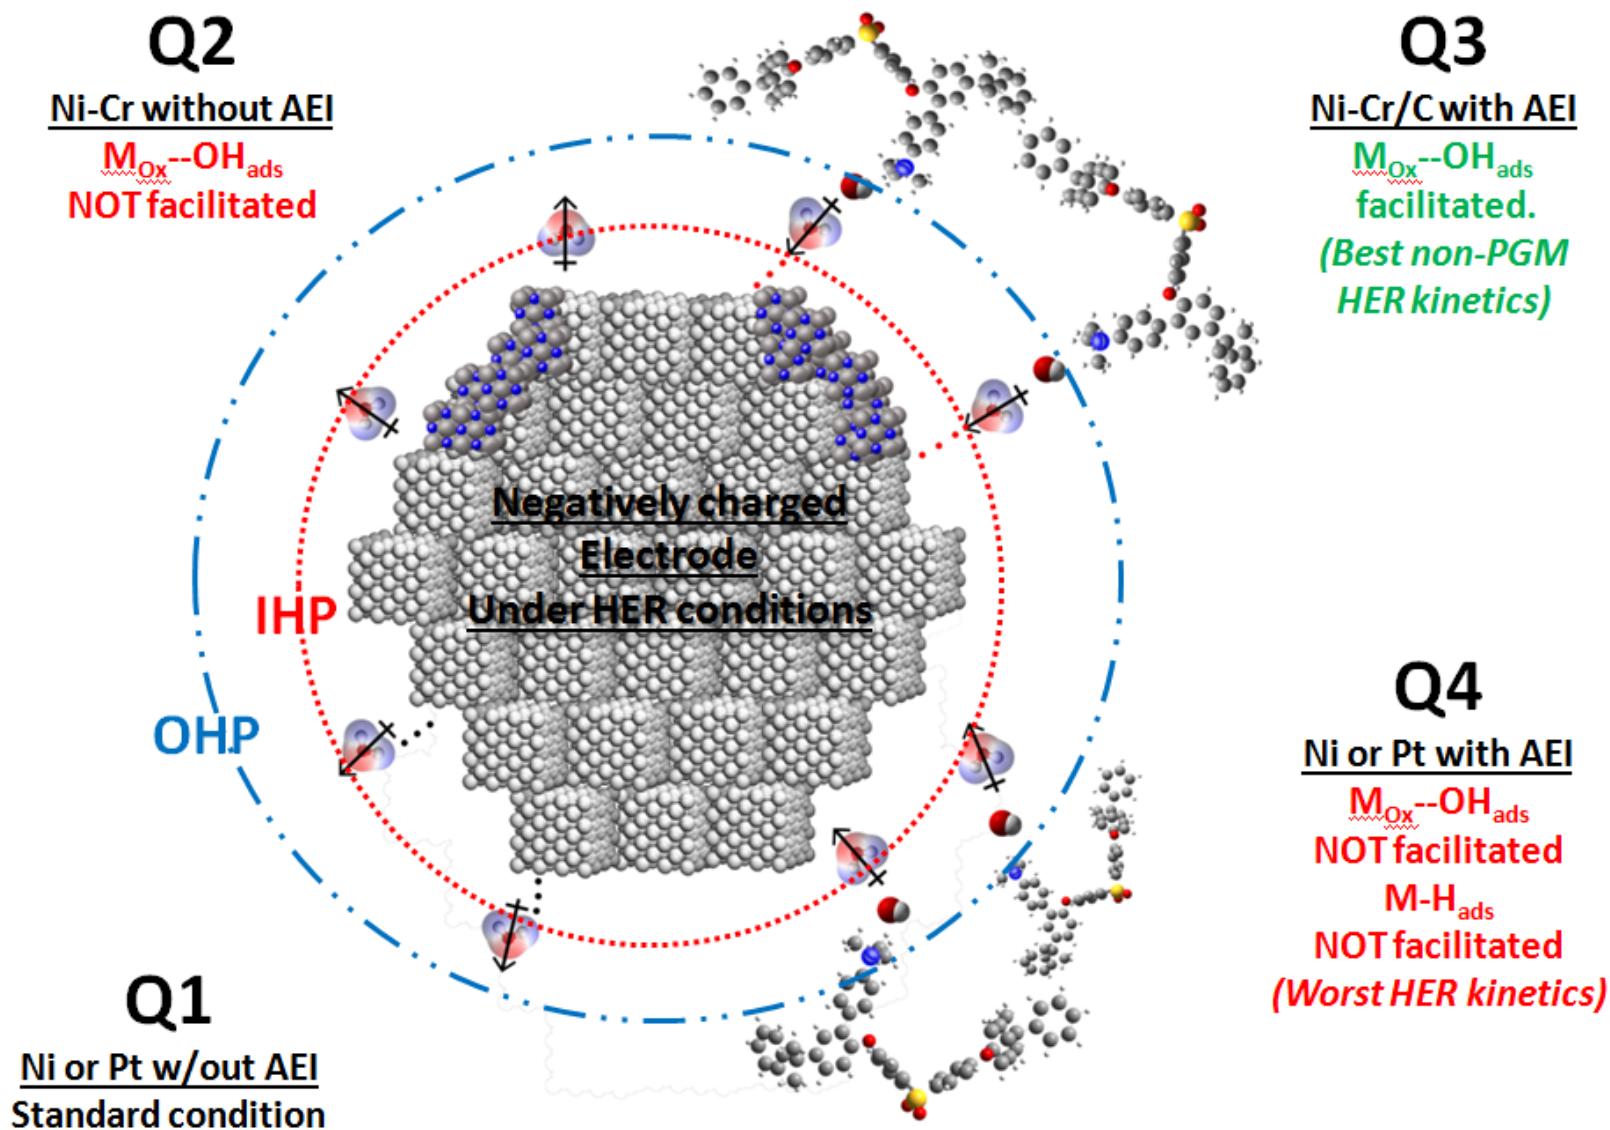 Q2
Ni-Cr without AEI
MOx--OHads
NOT facilitated
Q3
Ni-Cr/C with AEI
MOx--OHads
facilitated.
(Best non-PGM
HER kinetics)
Negatively charged
Electrode
Under HER conditions
IHP
OHP
Q4
Ni or Pt with AEI
MOx--OHads
NOT facilitated
M-Hads
NOT facilitated
(Worst HER kinetics)
Q1
Ni or Pt w/out AEI
Standard condition